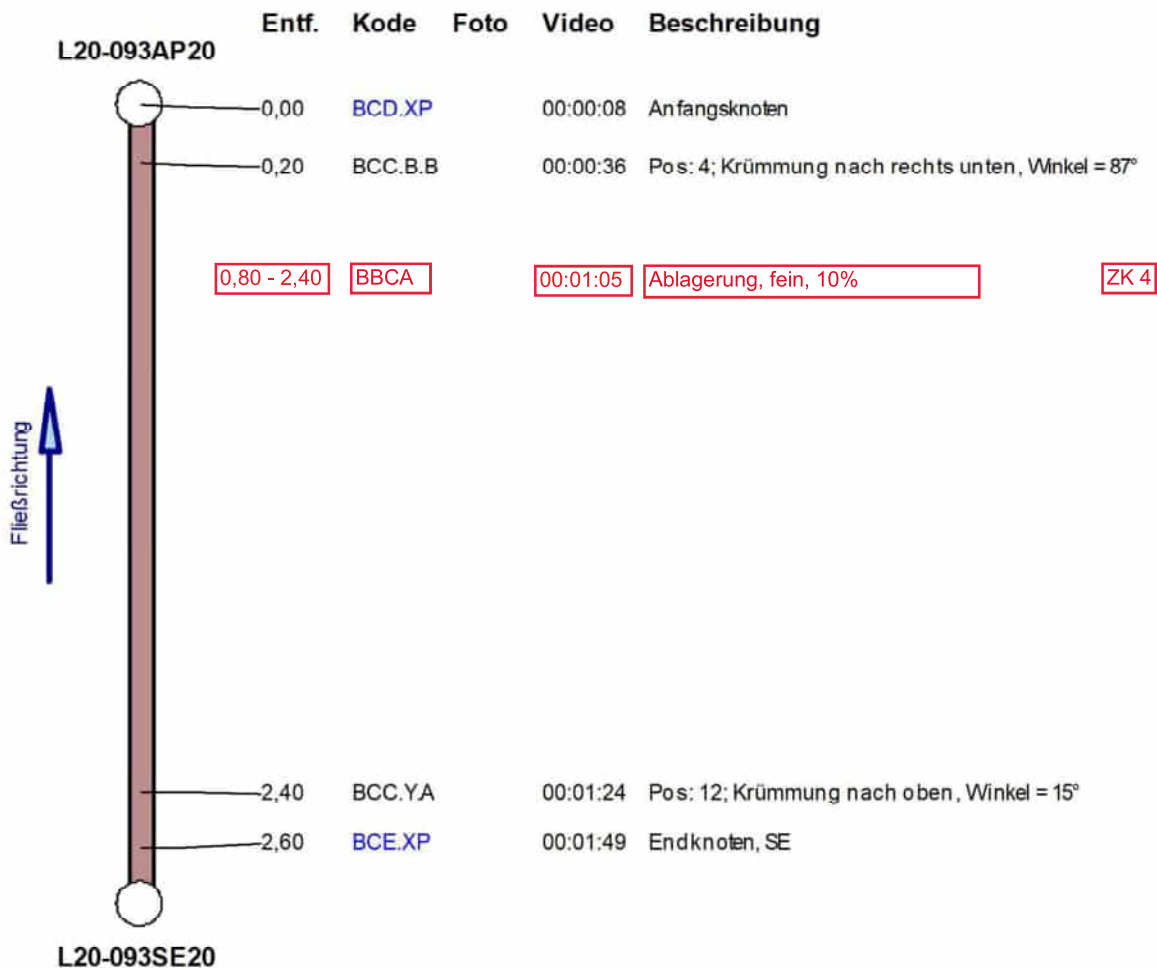 Entf. Kode Foto Video Beschreibung
L20-093AP20
0,00 BCD.XP 00:00:08 Anfangsknoten
0,20 BCC.B.B 00:00:36 Pos: 4; Krümmung nach rechts unten, Winkel = 87°
0,80 - 2,40 BBCA 00:01:05 Ablagerung, fein, 10% ZK 4
Fließrichtung
2,40 BCC.Y.A 00:01:24 Pos: 12; Krümmung nach oben, Winkel = 15°
2,60 BCE.XP 00:01:49 Endknoten, SE
L20-093SE20